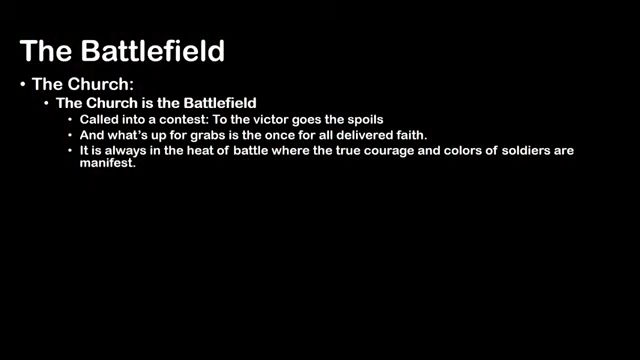 The Battlefield
• The Church:
• The Church is the Battlefield
• Called into a contest: To the victor goes the spoils
• And what's up for grabs is the once for all delivered faith.
• It is always in the heat of battle where the true courage and colors of soldiers are
manifest.